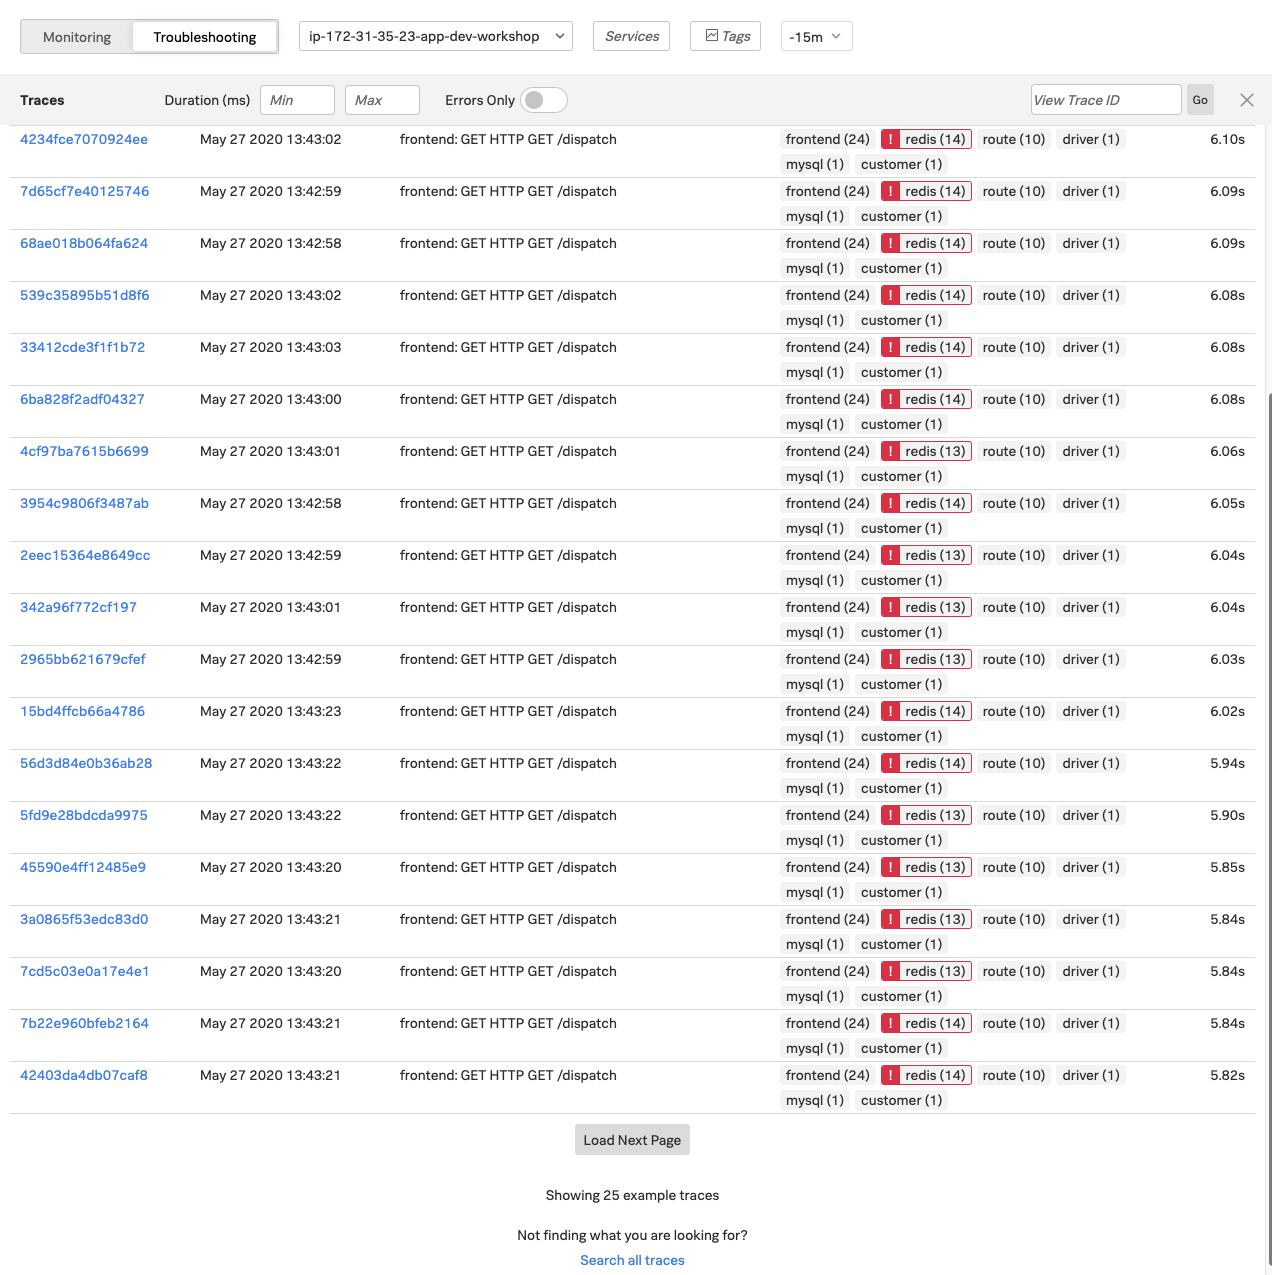 Monitoring Troubleshooting ip-172-31-35-23-app-dev-workshop Services Tags -15m
Traces Duration (ms) Min Max Errors Only View Trace ID Go
4234fce7070924ee May 27 2020 13:43:02 frontend: GET HTTP GET /dispatch frontend (24) ! redis (14) route (10) driver (1) 6.10s
mysql (1) customer (1)
7d65cf7e40125746 May 27 2020 13:42:59 frontend: GET HTTP GET /dispatch frontend (24) ! redis (14) route (10) driver (1) 6.09s
mysql (1) customer (1)
68ae018b064fa624 May 27 2020 13:42:58 frontend: GET HTTP GET /dispatch frontend (24) ! redis (14) route (10) driver (1) 6.09s
mysql (1) customer (1)
539c35895b51d8f6 May 27 2020 13:43:02 frontend: GET HTTP GET /dispatch frontend (24) ! redis (14) route (10) driver (1) 6.08s
mysql (1) customer (1)
33412cde3f1f1b72 May 27 2020 13:43:03 frontend: GET HTTP GET /dispatch frontend (24) ! redis (14) route (10) driver (1) 6.08s
mysql (1) customer (1)
6ba828f2adf04327 May 27 2020 13:43:00 frontend: GET HTTP GET /dispatch frontend (24) ! redis (14) route (10) driver (1) 6.08s
mysql (1) customer (1)
4cf97ba7615b6699 May 27 2020 13:43:01 frontend: GET HTTP GET /dispatch frontend (24) ! redis (13) route (10) driver (1) 6.06s
mysql (1) customer (1)
3954c9806f3487ab May 27 2020 13:42:58 frontend: GET HTTP GET /dispatch frontend (24) ! redis (14) route (10) driver (1) 6.05s
mysql (1) customer (1)
2eec15364e8649cc May 27 2020 13:42:59 frontend: GET HTTP GET /dispatch frontend (24) ! redis (13) route (10) driver (1) 6.04s
mysql (1) customer (1)
342a96f772cf197 May 27 2020 13:43:01 frontend: GET HTTP GET /dispatch frontend (24) ! redis (13) route (10) driver (1) 6.04s
mysql (1) customer (1)
2965bb621679cfef May 27 2020 13:42:59 frontend: GET HTTP GET /dispatch frontend (24) ! redis (13) route (10) driver (1) 6.03s
mysql (1) customer (1)
15bd4ffcb66a4786 May 27 2020 13:43:23 frontend: GET HTTP GET /dispatch frontend (24) ! redis (14) route (10) driver (1) 6.02s
mysql (1) customer (1)
56d3d84e0b36ab28 May 27 2020 13:43:22 frontend: GET HTTP GET /dispatch frontend (24) ! redis (14) route (10) driver (1) 5.94s
mysql (1) customer (1)
5fd9e28bdcda9975 May 27 2020 13:43:22 frontend: GET HTTP GET /dispatch frontend (24) ! redis (13) route (10) driver (1) 5.90s
mysql (1) customer (1)
45590e4ff12485e9 May 27 2020 13:43:20 frontend: GET HTTP GET /dispatch frontend (24) ! redis (13) route (10) driver (1) 5.85s
mysql (1) customer (1)
3a0865f53edc83d0 May 27 2020 13:43:21 frontend: GET HTTP GET /dispatch frontend (24) ! redis (13) route (10) driver (1) 5.84s
mysql (1) customer (1)
7cd5c03e0a17e4e1 May 27 2020 13:43:20 frontend: GET HTTP GET /dispatch frontend (24) ! redis (13) route (10) driver (1) 5.84s
mysql (1) customer (1)
7b22e960bfeb2164 May 27 2020 13:43:21 frontend: GET HTTP GET /dispatch frontend (24) ! redis (14) route (10) driver (1) 5.84s
mysql (1) customer (1)
42403da4db07caf8 May 27 2020 13:43:21 frontend: GET HTTP GET /dispatch frontend (24) ! redis (14) route (10) driver (1) 5.82s
mysql (1) customer (1)
Load Next Page
Showing 25 example traces
Not finding what you are looking for?
Search all traces